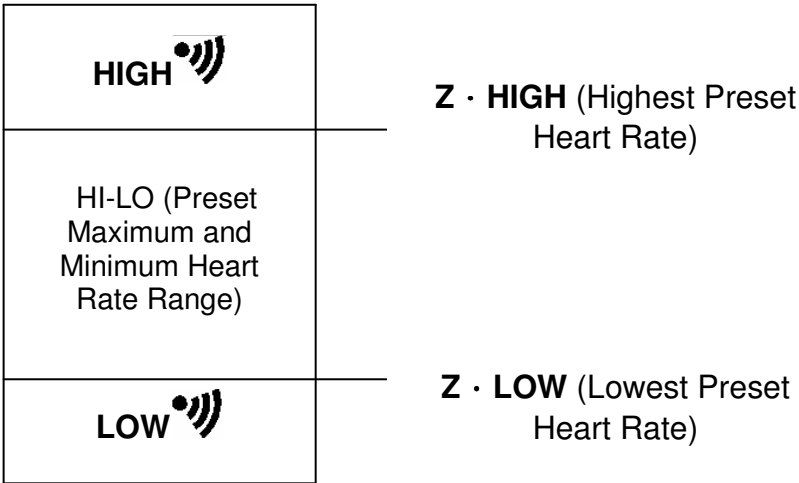 HIGH
Z · HIGH (Highest Preset
Heart Rate)
HI-LO (Preset
Maximum and
Minimum Heart
Rate Range)
Z · LOW (Lowest Preset
Heart Rate)
LOW